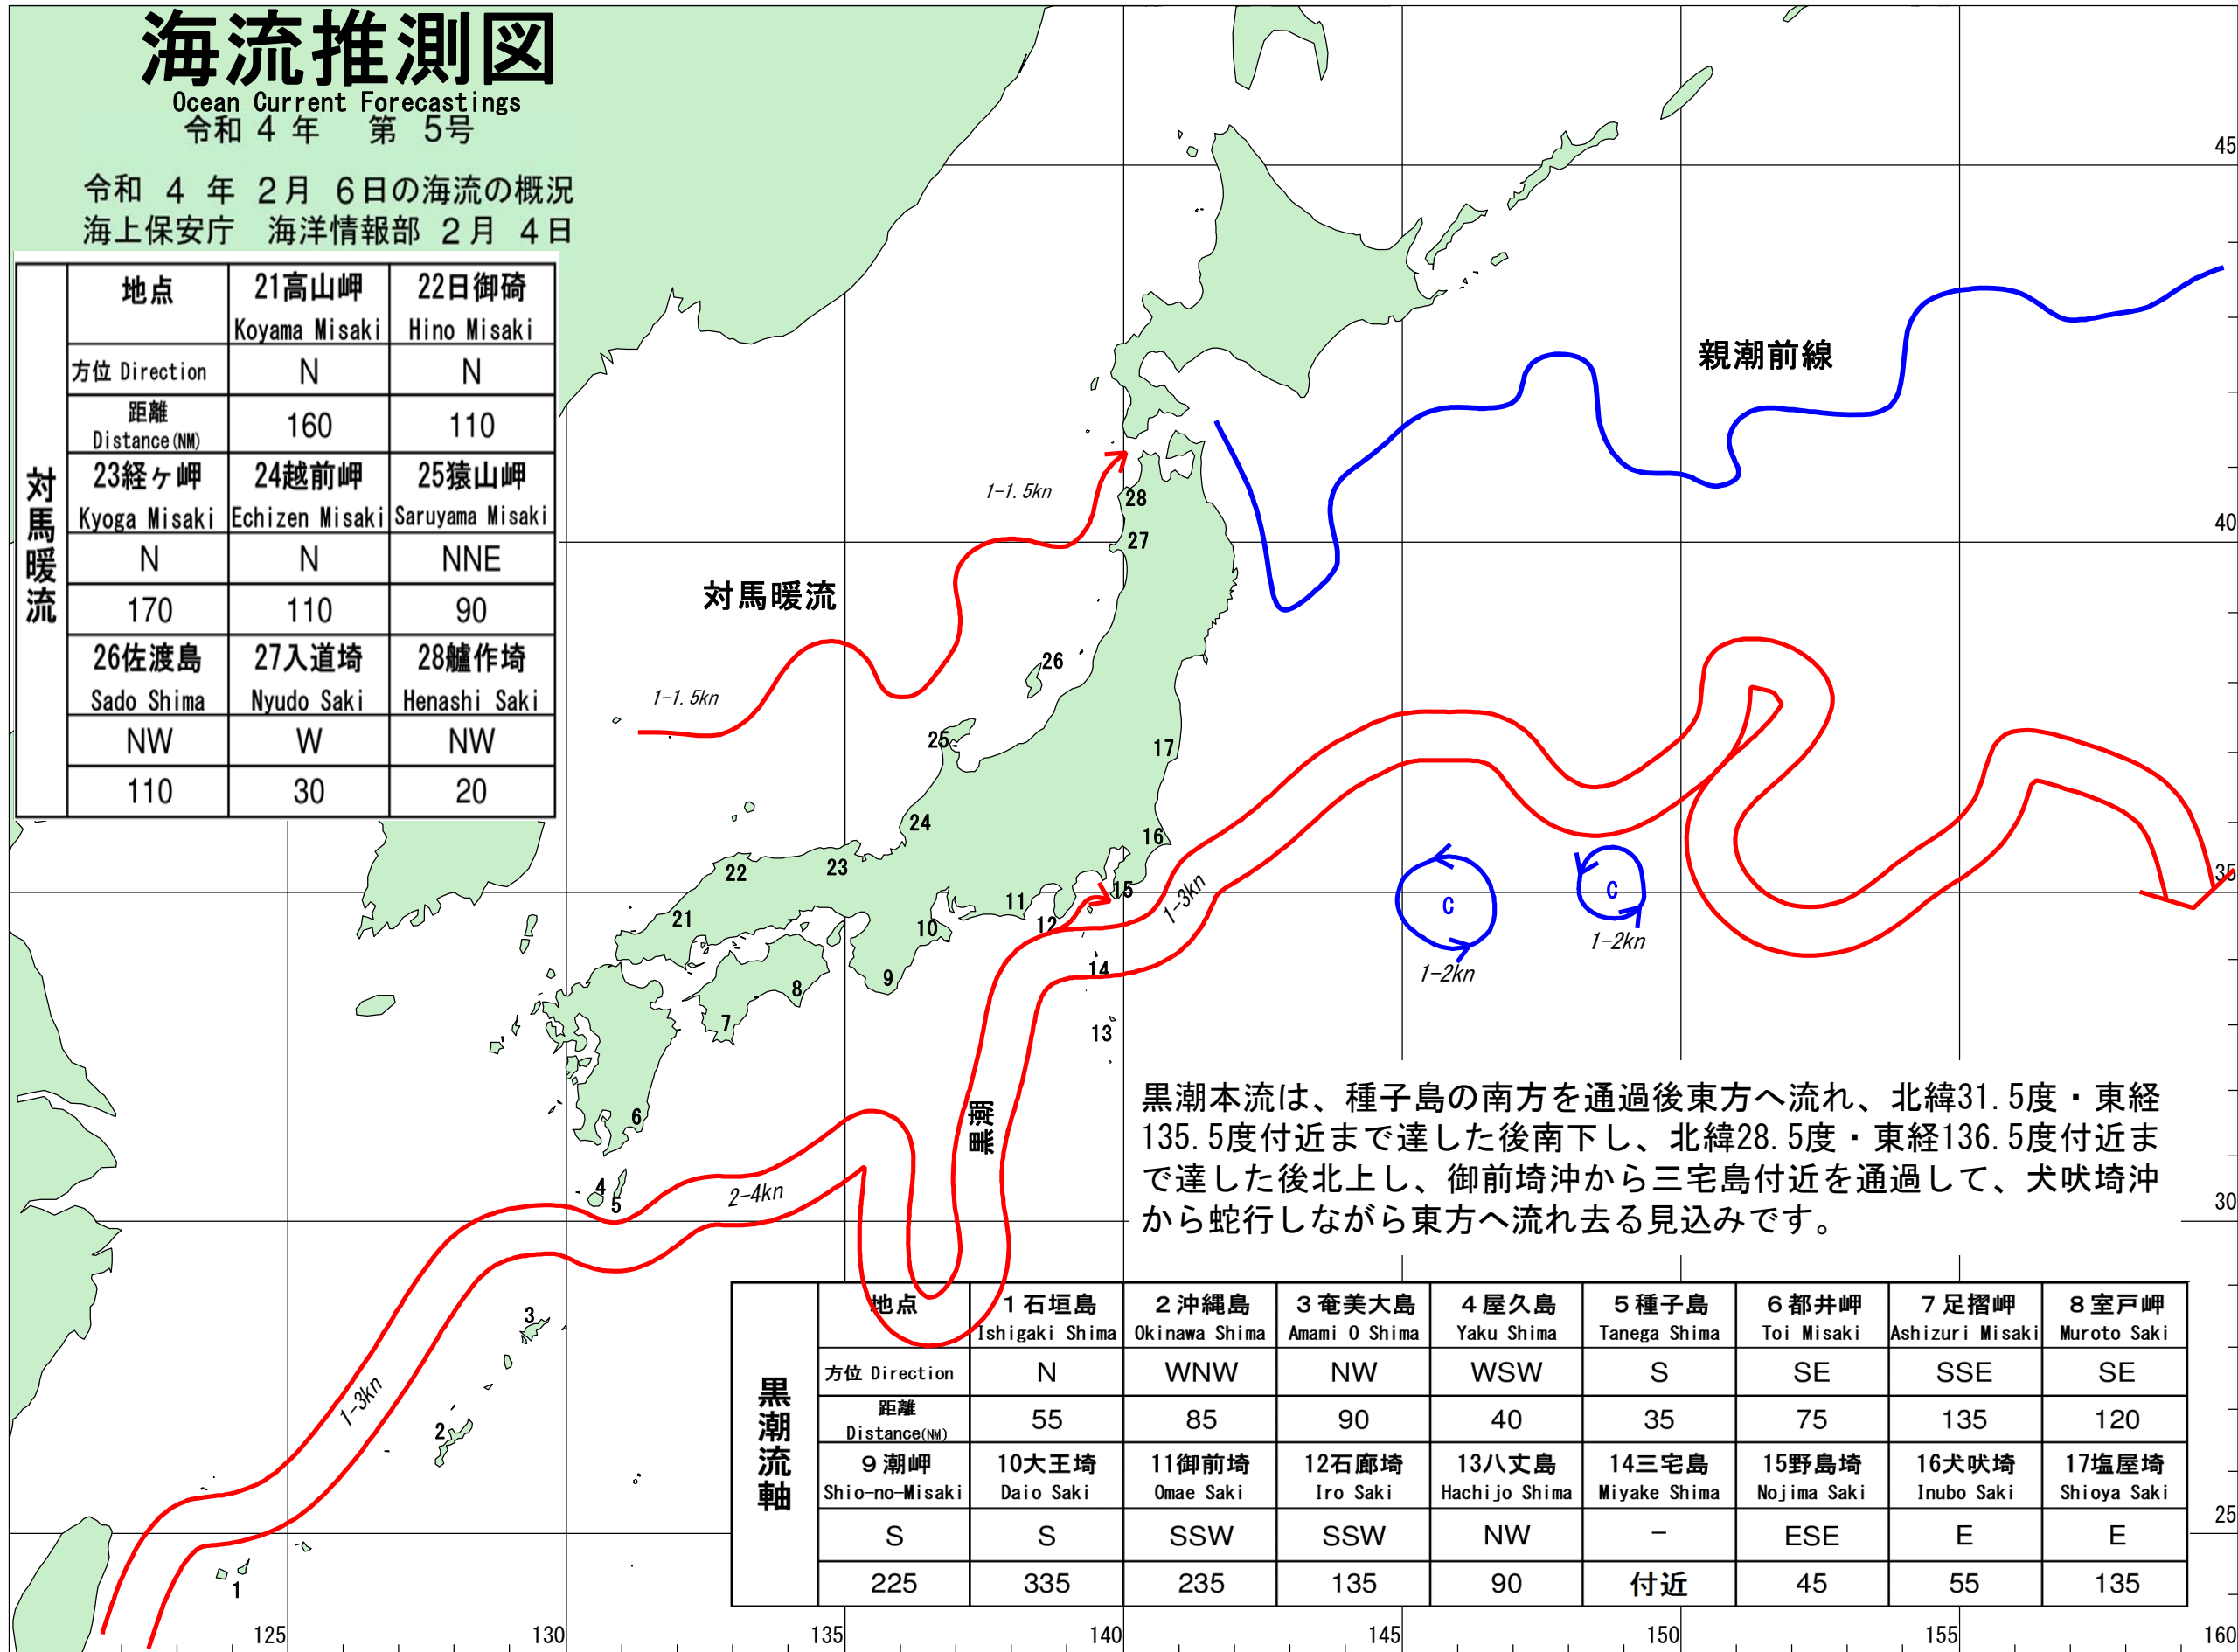 海流推測図
Ocean Current Forecastings
令和 4 年 第 5号
令和 4 年 2月 6日の海流の概況
海上保安庁 海洋情報部 2月 4日
対馬暖流
地点 21高山岬 22日御碕
Koyama Misaki Hino Misaki
方位 Direction N N
距離 Distance(NM) 160 110
23経ヶ岬 24越前岬 25猿山岬
Kyoga Misaki Echizen Misaki Saruyama Misaki
N N NNE
170 110 90
26佐渡島 27入道埼 28艫作埼
Sado Shima Nyudo Saki Henashi Saki
NW W NW
110 30 20
45
親潮前線
1-1.5kn
28
40
27
対馬暖流
26
1-1.5kn
25
17
24
16
23
22
35
15
C
C
11
1-3kn
21
10
12
1-2kn
14
1-2kn
9
8
7
13
黒潮
6
黒潮本流は、種子島の南方を通過後東方へ流れ、北緯31.5度・東経
135.5度付近まで達した後南下し、北緯28.5度・東経136.5度付近ま
で達した後北上し、御前埼沖から三宅島付近を通過して、犬吠埼沖
から蛇行しながら東方へ流れ去る見込みです。
4
2-4kn
5
30
3
1-3kn
2
黒潮流軸
地点 1石垣島 2沖縄島 3奄美大島 4屋久島 5種子島 6都井岬 7足摺岬 8室戸岬
Ishigaki Shima Okinawa Shima Amami O Shima Yaku Shima Tanega Shima Toi Misaki Ashizuri Misaki Muroto Saki
方位 Direction N WNW NW WSW S SE SSE SE
距離 Distance(NM) 55 85 90 40 35 75 135 120
9潮岬 10大王埼 11御前埼 12石廊埼 13八丈島 14三宅島 15野島埼 16犬吠埼 17塩屋埼
Shio-no-Misaki Daio Saki Omae Saki Iro Saki Hachijo Shima Miyake Shima Nojima Saki Inubo Saki Shioya Saki
S S SSW SSW NW － ESE E E
225 335 235 135 90 付近 45 55 135
25
1
125 130 135 140 145 150 155 160